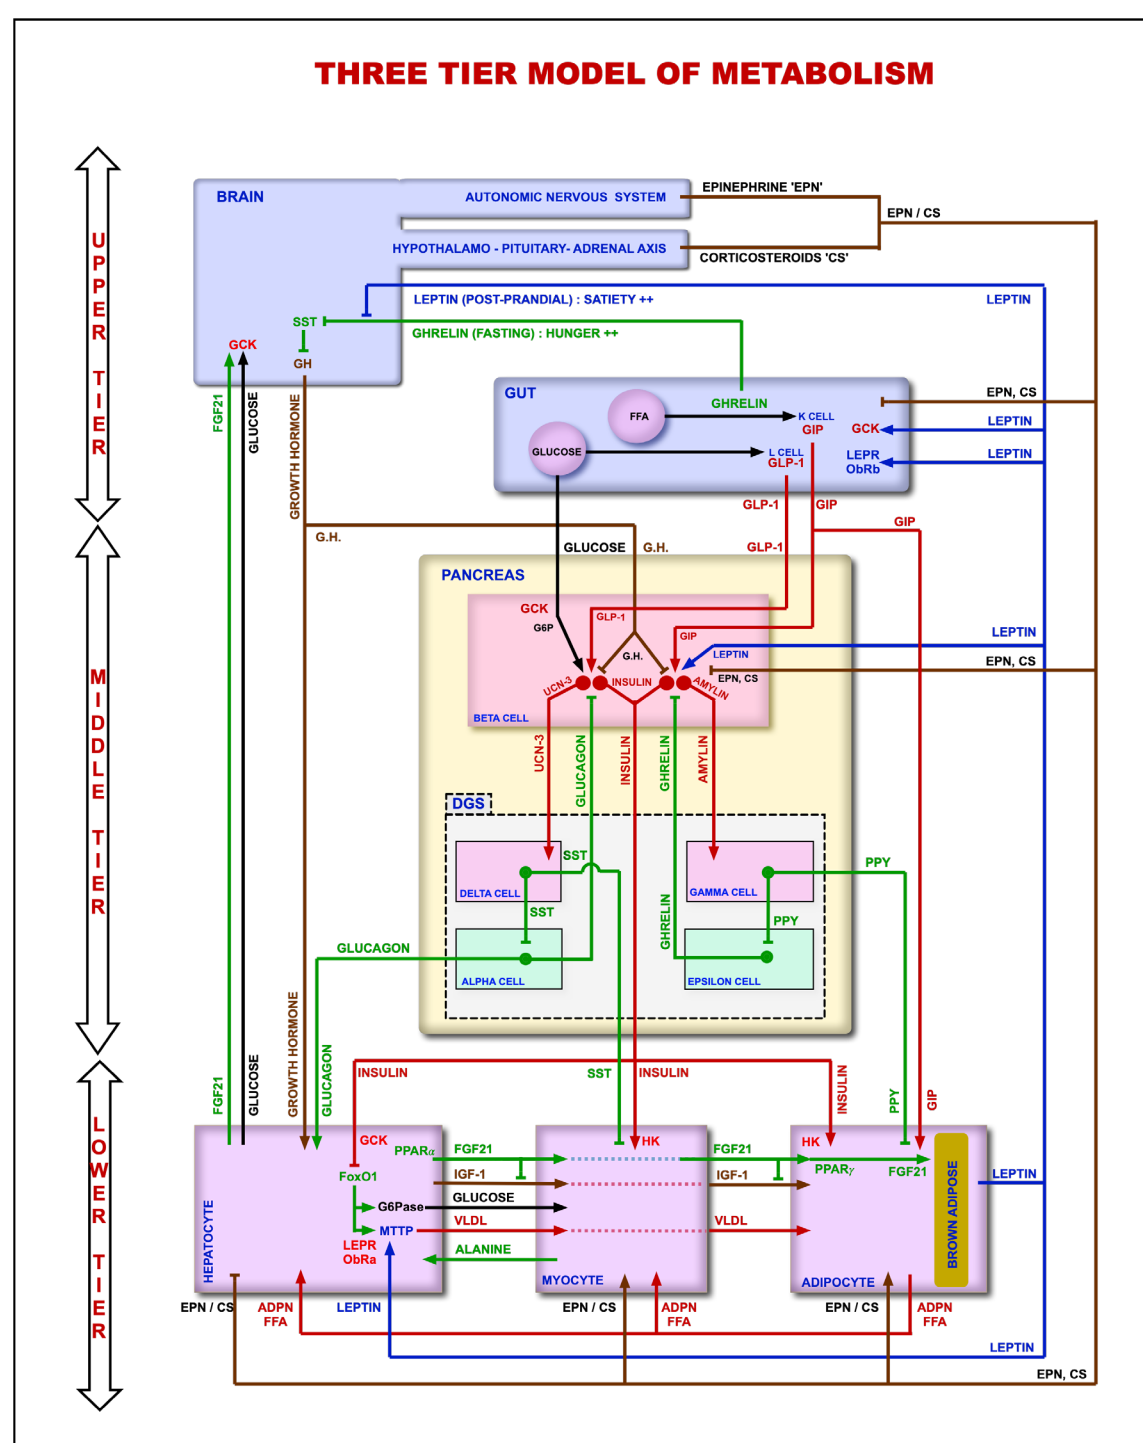 THREE TIER MODEL OF METABOLISM
UPPER TIER
MIDDLE TIER
LOWER TIER
BRAIN
AUTONOMIC NERVOUS SYSTEM
EPINEPHRINE 'EPN'
EPN / CS
HYPOTHALAMO - PITUITARY- ADRENAL AXIS
CORTICOSTEROIDS 'CS'
LEPTIN (POST-PRANDIAL) : SATIETY ++
LEPTIN
SST
GHRELIN (FASTING) : HUNGER ++
GCK
GH
FGF21
GLUCOSE
GROWTH HORMONE
GUT
FFA
GHRELIN
K CELL
GIP
GCK
EPN, CS
LEPTIN
GLUCOSE
L CELL
GLP-1
LEPR
ObRb
LEPTIN
GLP-1
GIP
GIP
G.H.
GLUCOSE
G.H.
GLP-1
PANCREAS
GCK
G6P
GLP-1
GIP
G.H.
LEPTIN
LEPTIN
EPN, CS
EPN, CS
UCN-3
INSULIN
AMYLIN
BETA CELL
UCN-3
GLUCAGON
INSULIN
GHRELIN
AMYLIN
DGS
SST
DELTA CELL
SST
GAMMA CELL
PPY
PPY
GHRELIN
ALPHA CELL
EPSILON CELL
GLUCAGON
FGF21
GLUCOSE
GROWTH HORMONE
GLUCAGON
INSULIN
SST
INSULIN
INSULIN
PPY
GIP
GCK
PPARα
FGF21
HK
FGF21
HK
PPARγ
FGF21
FoxO1
IGF-1
IGF-1
G6Pase
GLUCOSE
MTTP
VLDL
VLDL
LEPR
ObRa
ALANINE
HEPATOCYTE
MYOCYTE
ADIPOCYTE
BROWN ADIPOSE
LEPTIN
EPN / CS
ADPN
FFA
LEPTIN
EPN / CS
ADPN
FFA
EPN / CS
ADPN
FFA
LEPTIN
EPN, CS